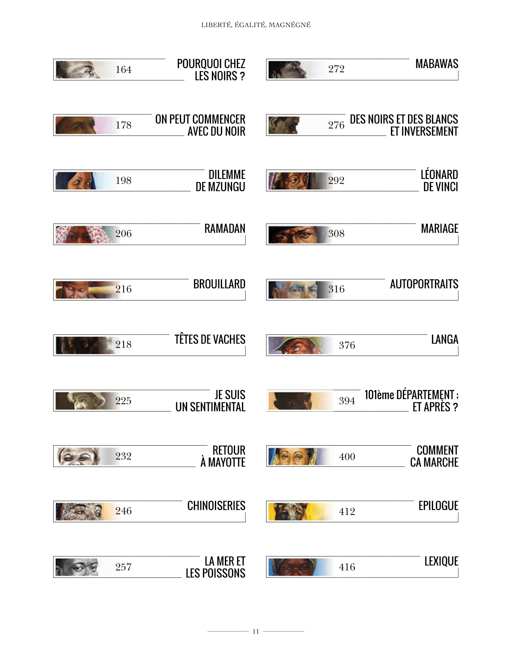 LIBERTÉ, ÉGALITÉ, MAGNÉGNÉ
164
POURQUOI CHEZ
LES NOIRS ?
178
ON PEUT COMMENCER
AVEC DU NOIR
198
DILEMME
DE MZUNGU
206
RAMADAN
216
BROUILLARD
218
TÊTES DE VACHES
225
JE SUIS
UN SENTIMENTAL
232
RETOUR
À MAYOTTE
246
CHINOISERIES
257
LA MER ET
LES POISSONS
272
MABAWAS
276
DES NOIRS ET DES BLANCS
ET INVERSEMENT
292
LÉONARD
DE VINCI
308
MARIAGE
316
AUTOPORTRAITS
376
LANGA
394
101ème DÉPARTEMENT :
ET APRÈS ?
400
COMMENT
CA MARCHE
412
EPILOGUE
416
LEXIQUE
11